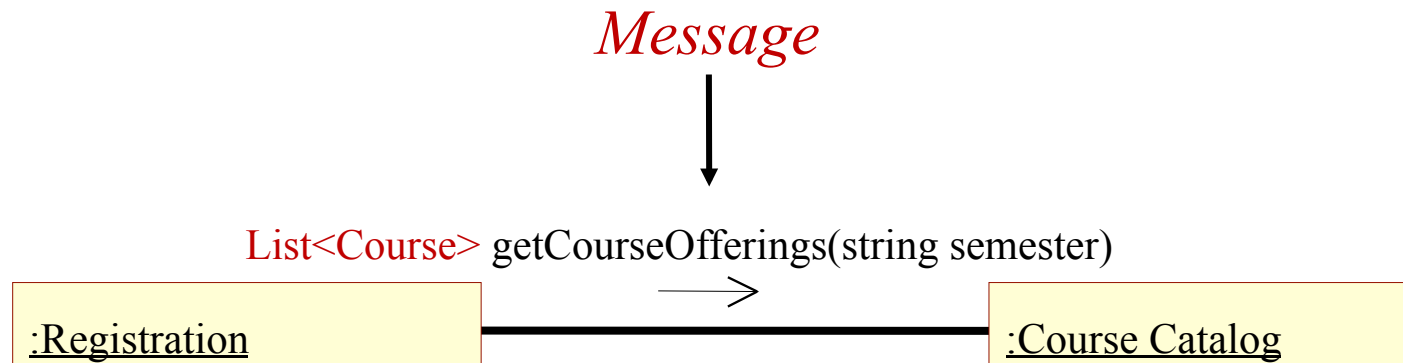 Message
List<Course> getCourseOfferings(string semester)
:Registration
:Course Catalog